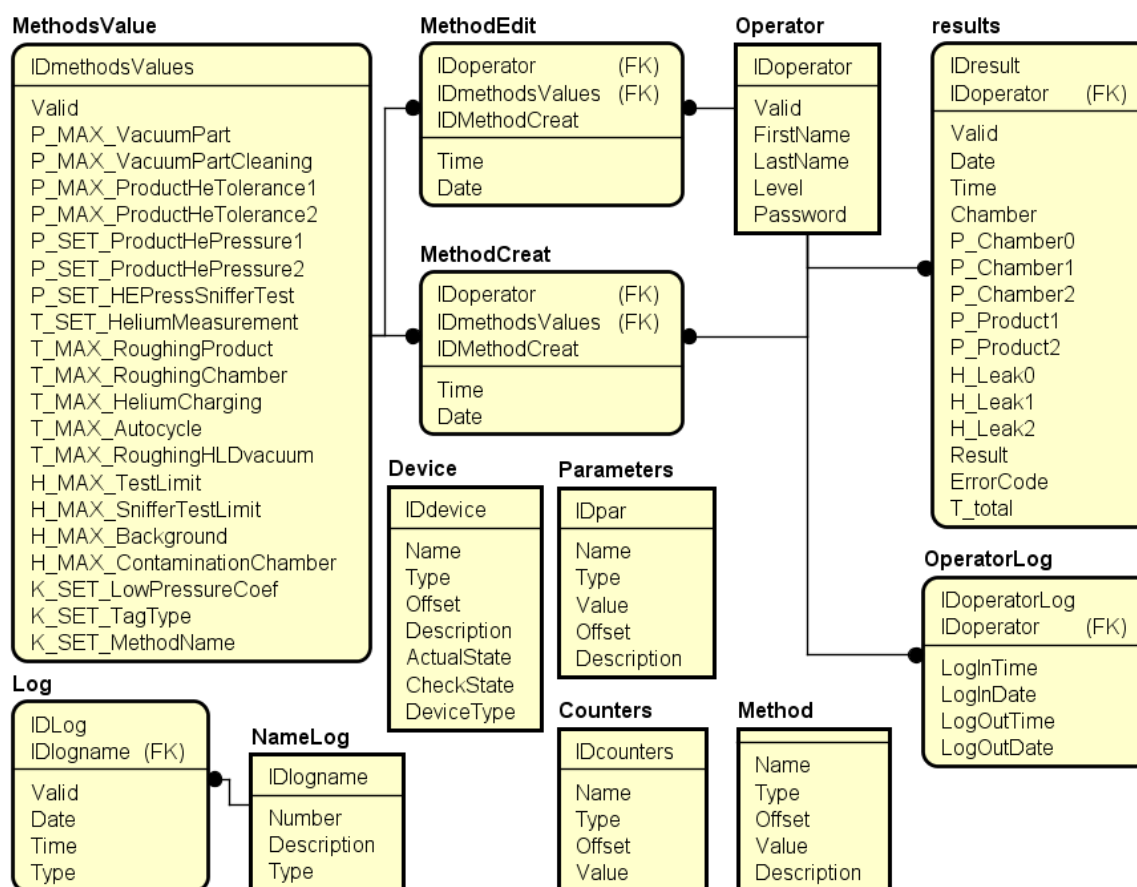 MethodsValue
IDmethodsValues
Valid
P_MAX_VacuumPart
P_MAX_VacuumPartCleaning
P_MAX_ProductHeTolerance1
P_MAX_ProductHeTolerance2
P_SET_ProductHePressure1
P_SET_ProductHePressure2
P_SET_HEPressSnifferTest
T_SET_HeliumMeasurement
T_MAX_RoughingProduct
T_MAX_RoughingChamber
T_MAX_HeliumCharging
T_MAX_Autocycle
T_MAX_RoughingHLDvacuum
H_MAX_TestLimit
H_MAX_SnifferTestLimit
H_MAX_Background
H_MAX_ContaminationChamber
K_SET_LowPressureCoef
K_SET_TagType
K_SET_MethodName
MethodEdit
IDoperator (FK)
IDmethodsValues (FK)
IDMethodCreat
Time
Date
MethodCreat
IDoperator (FK)
IDmethodsValues (FK)
IDMethodCreat
Time
Date
Operator
IDoperator
Valid
FirstName
LastName
Level
Password
results
IDresult
IDoperator (FK)
Valid
Date
Time
Chamber
P_Chamber0
P_Chamber1
P_Chamber2
P_Product1
P_Product2
H_Leak0
H_Leak1
H_Leak2
Result
ErrorCode
T_total
Device
IDdevice
Name
Type
Offset
Description
ActualState
CheckState
DeviceType
Parameters
IDpar
Name
Type
Value
Offset
Description
OperatorLog
IDoperatorLog
IDoperator (FK)
LogInTime
LogInDate
LogOutTime
LogOutDate
Log
IDLog
IDlogname (FK)
Valid
Date
Time
Type
NameLog
IDlogname
Number
Description
Type
Counters
IDcounters
Name
Type
Offset
Value
Method
Name
Type
Offset
Value
Description